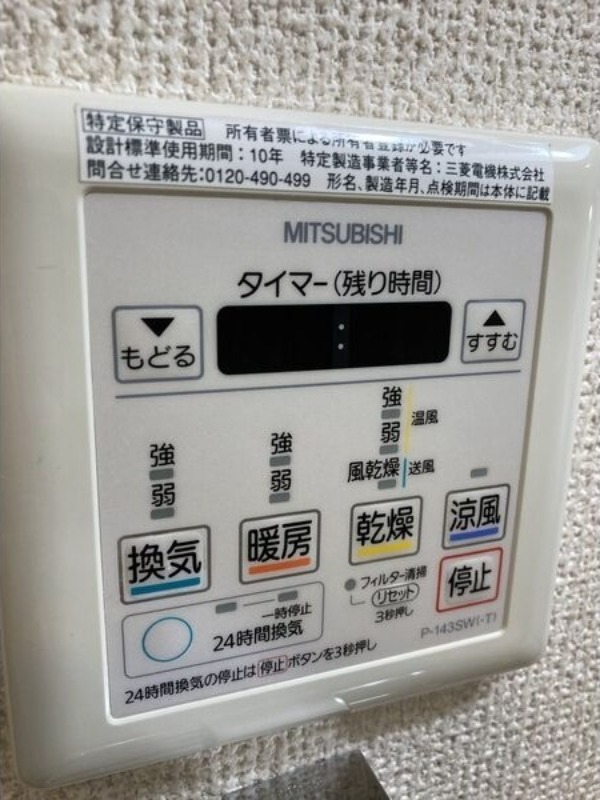 特定保守製品 所有者票による所有者登録が必要です
設計標準使用期間：10年 特定製造事業者等名：三菱電機株式会社
問合せ連絡先:0120-490-499 形名、製造年月、点検期間は本体に記載
MITSUBISHI
タイマー(残り時間)
▼
もどる
:
▲
すすむ
強
弱
換気
強
弱
暖房
強
弱
温風
風乾燥
送風
乾燥
涼風
停止
一時停止
24時間換気
フィルター清掃
リセット
3秒押し
P-143SW(-T)
24時間換気の停止は停止ボタンを3秒押し